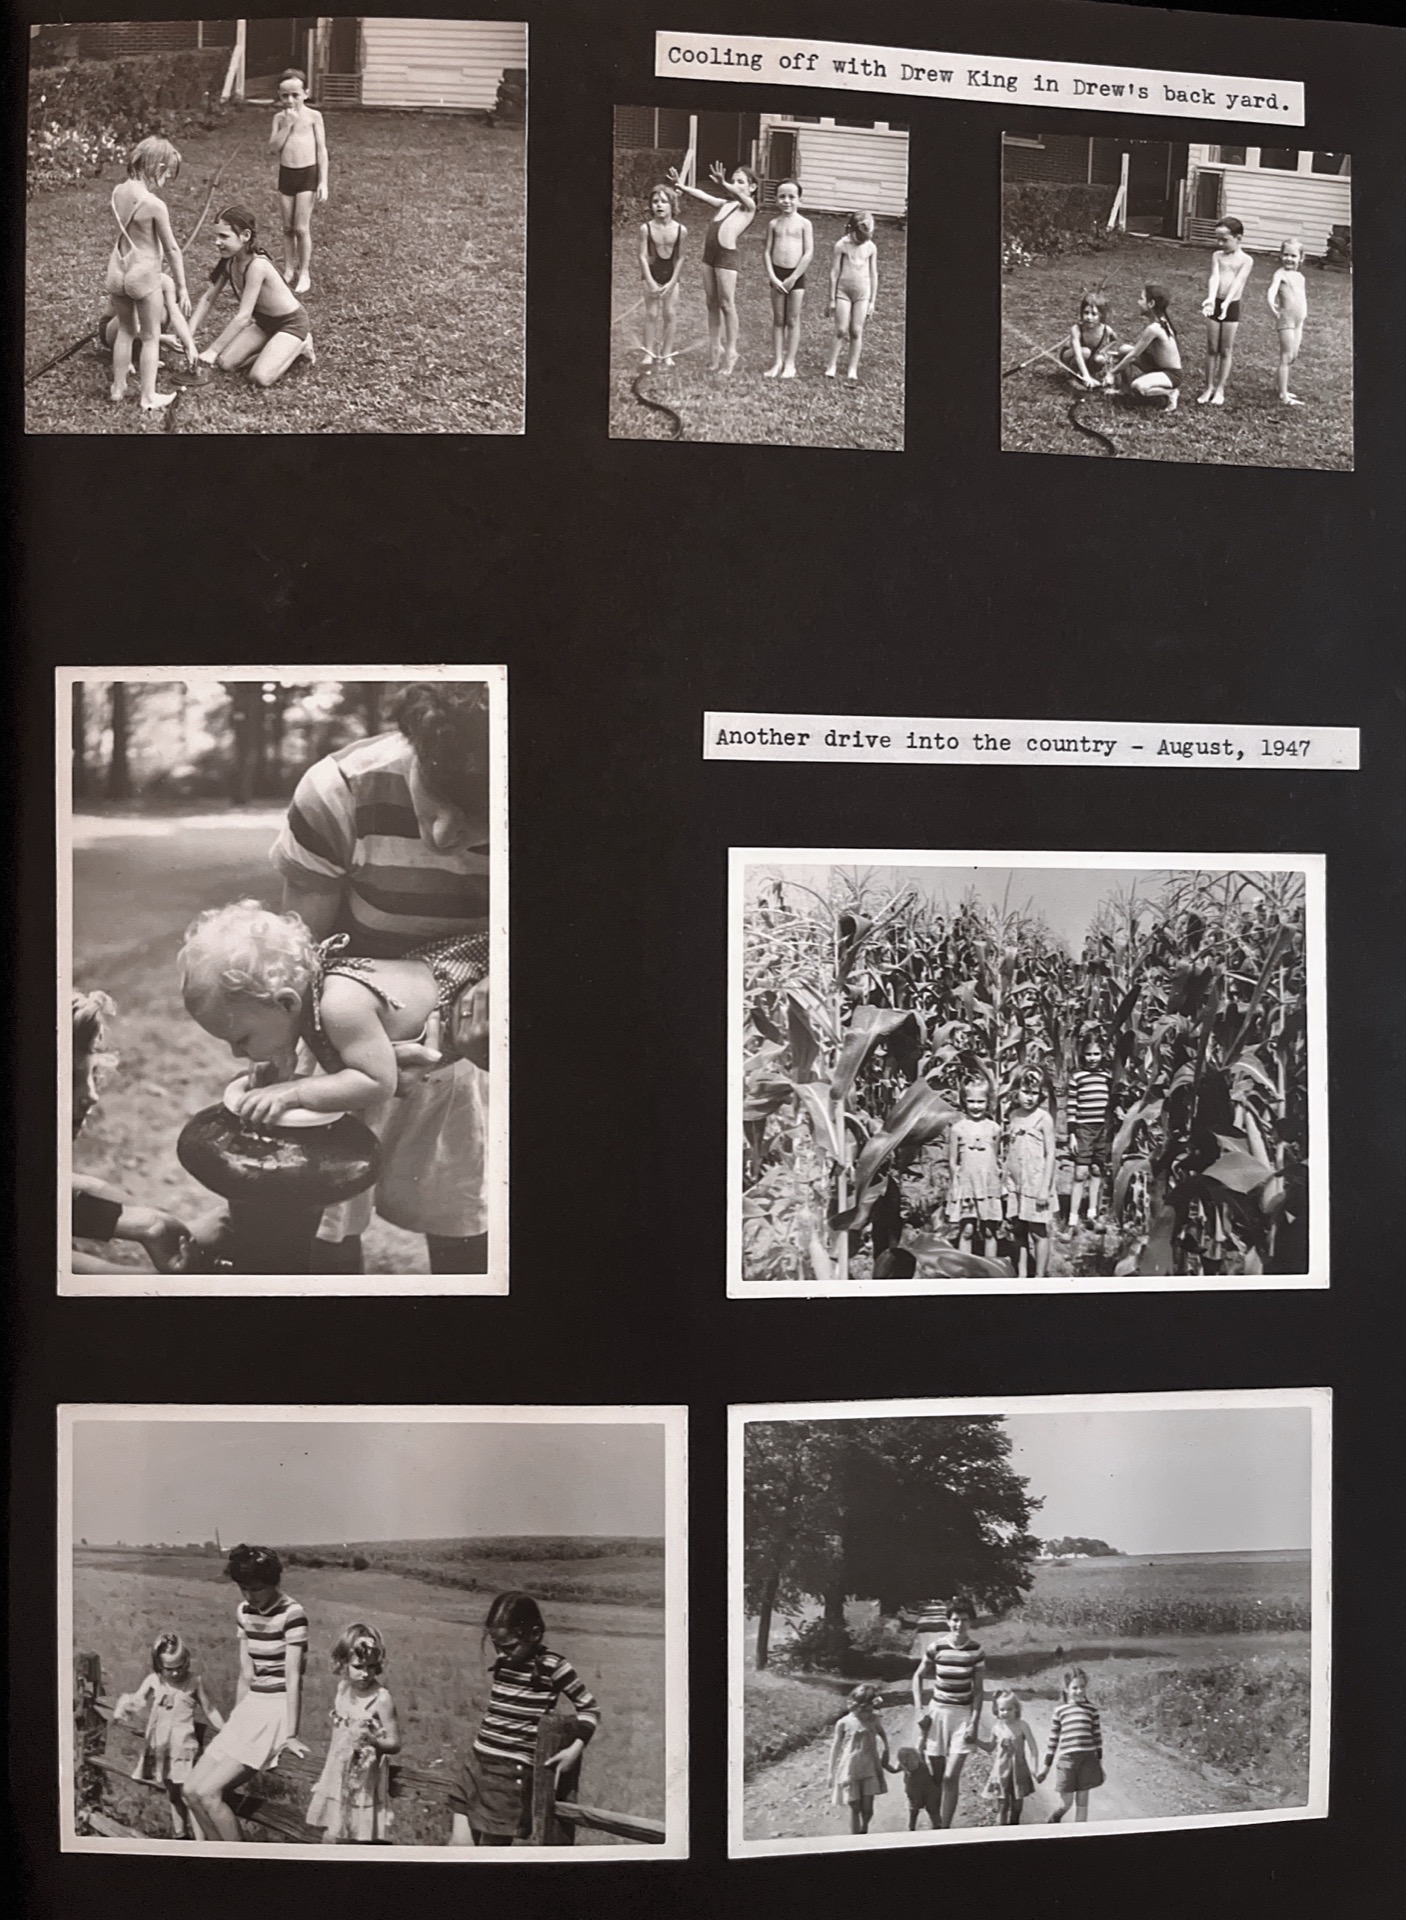 Cooling off with Drew King in Drew's back yard.
Another drive into the country - August, 1947